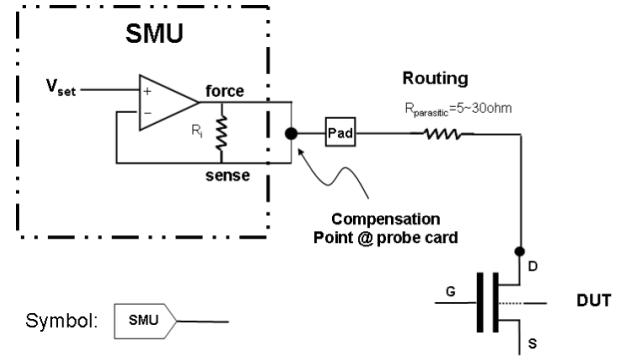 SMU
V_set
+
−
force
R_i
sense
Routing
R_parasitic=5~30ohm
Pad
Compensation
Point @ probe card
D
G
DUT
S
Symbol:
SMU